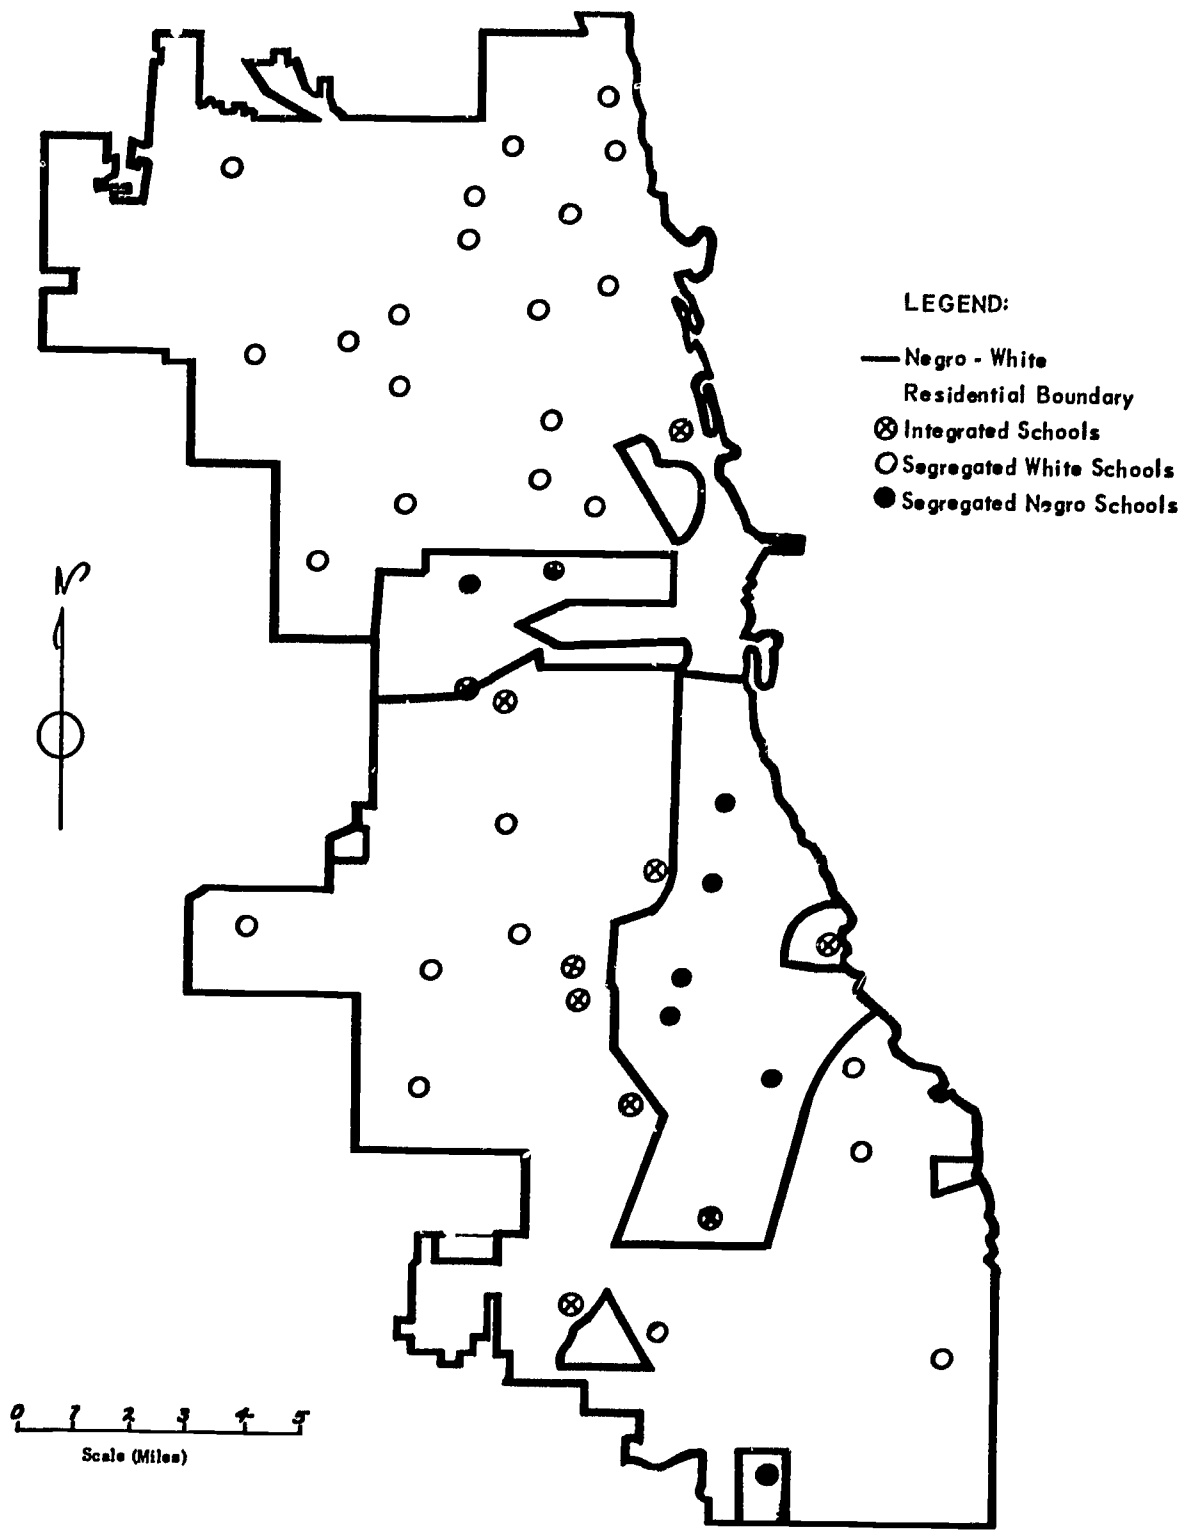 LEGEND:
Negro - White
Residential Boundary
Integrated Schools
Segregated White Schools
Segregated Negro Schools
N
0 1 2 3 4 5
Scale (Miles)